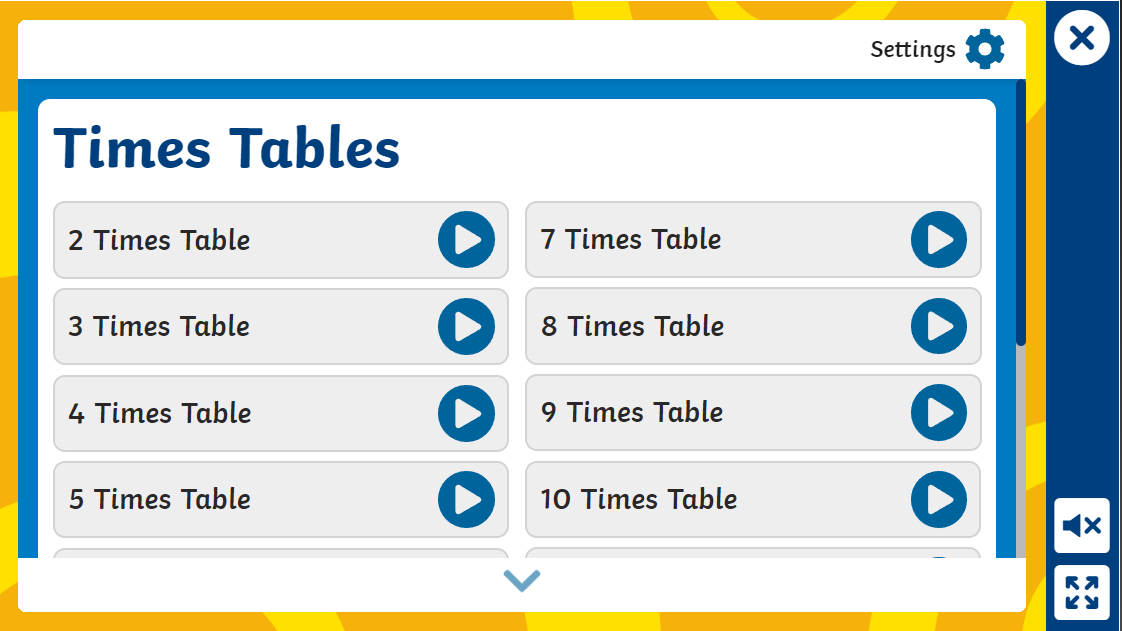 Settings
Times Tables
2 Times Table
3 Times Table
4 Times Table
5 Times Table
7 Times Table
8 Times Table
9 Times Table
10 Times Table